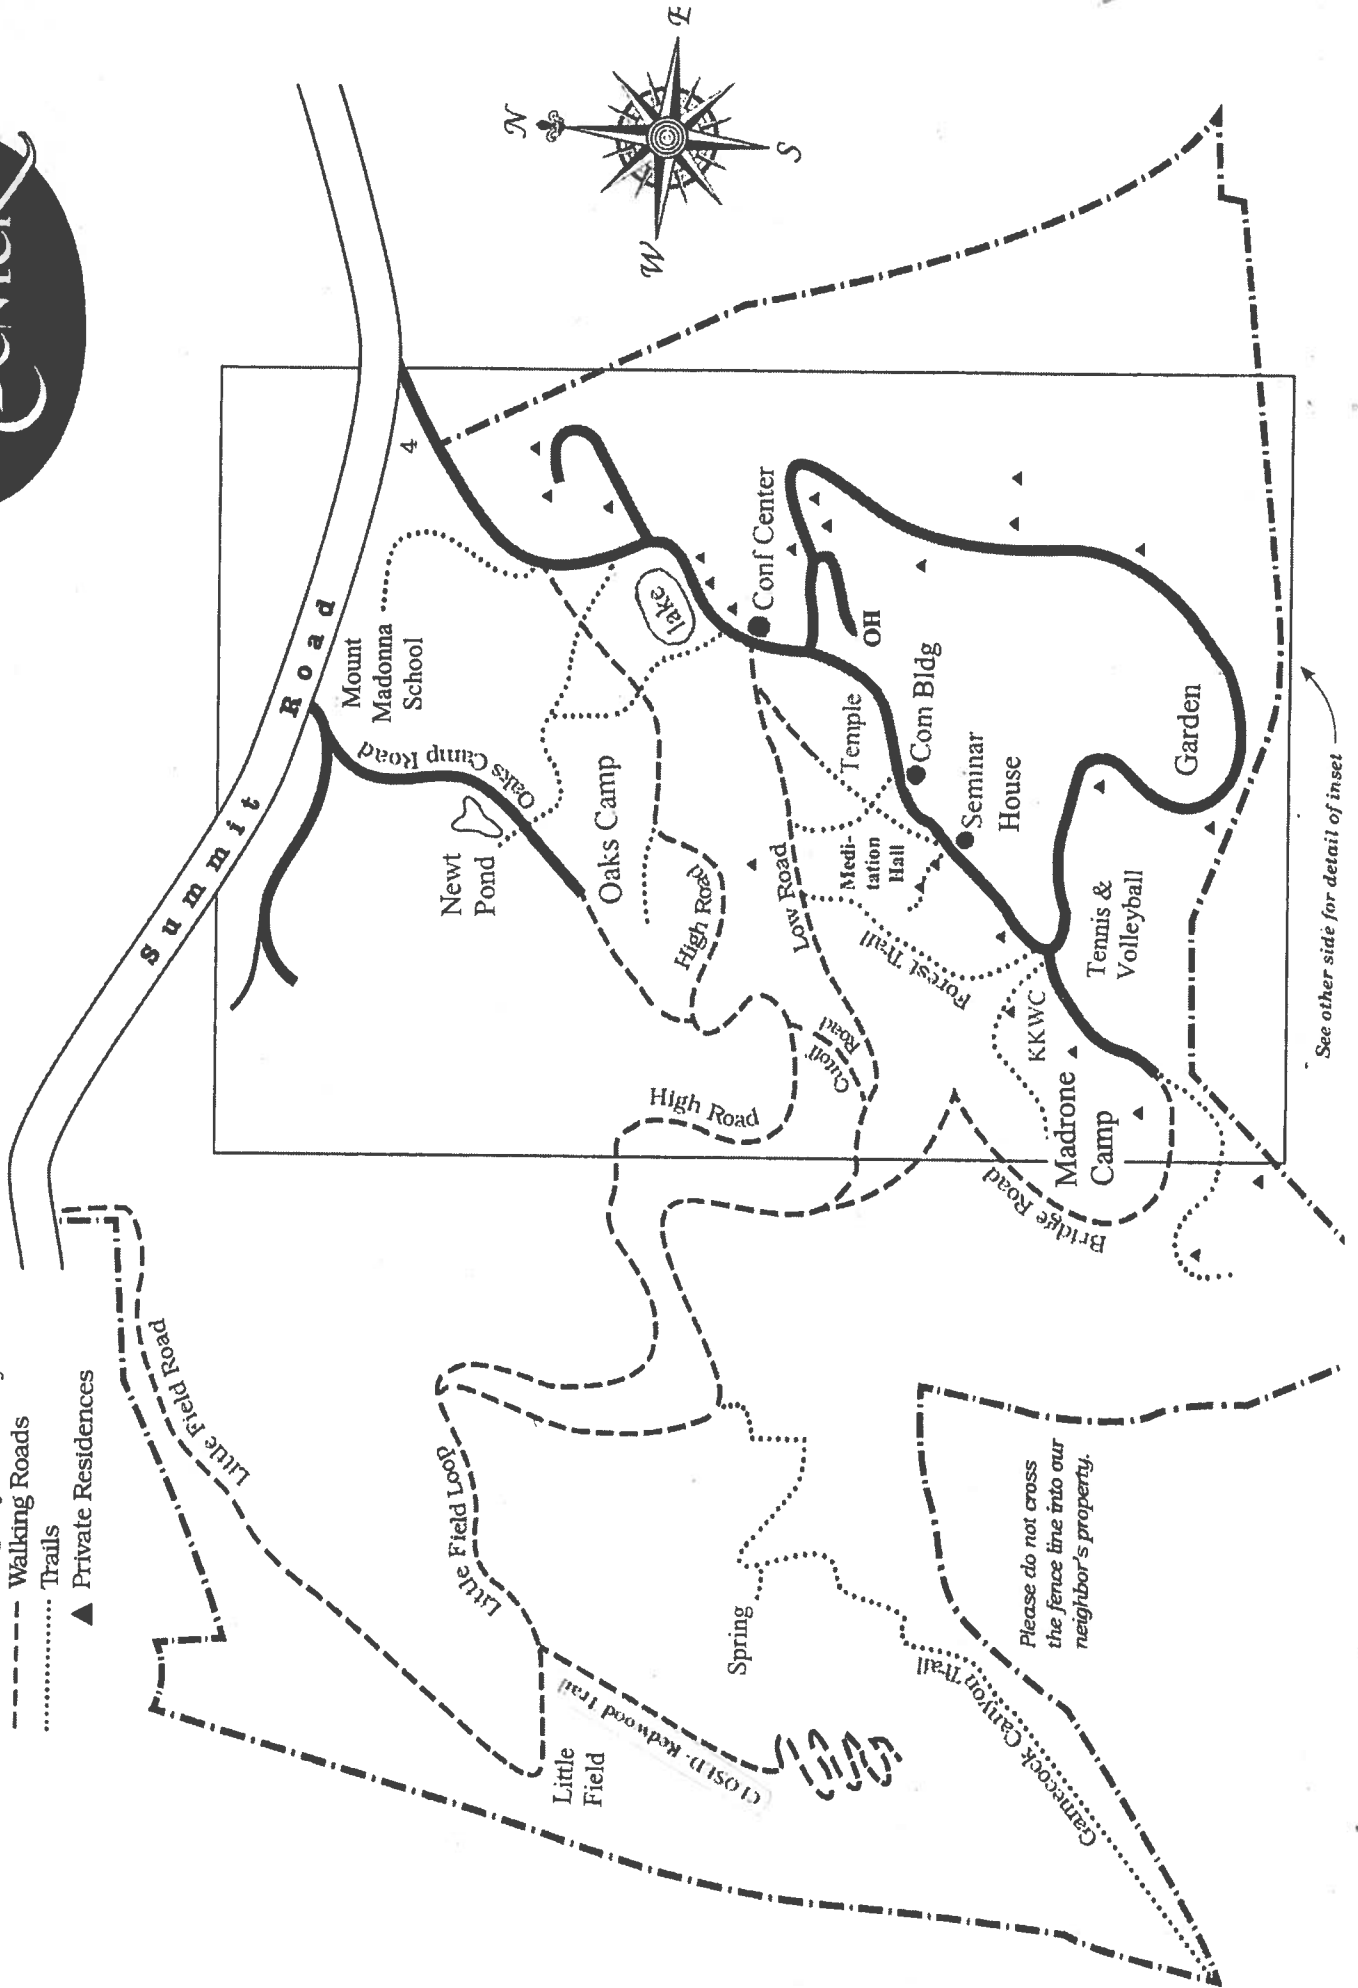 Center
Walking Roads
Trails
Private Residences
N
E
S
W
Summit Road
4
Mount
Madonna
School
Oaks Camp Road
Newt
Pond
Oaks Camp
lake
Conf Center
OH
High Road
Low Road
Temple
Com Bldg
Medi-
tation
Hall
Seminar
House
Garden
Forest Trail
Tennis &
Volleyball
KKWC
Cutoff
Road
High Road
Madrone
Camp
Bridge Road
Little Field Road
Little Field Loop
Little
Field
CLOSED - Redwood Trail
Spring
Gamecock Canyon Trail
Please do not cross
the fence line into our
neighbor's property.
See other side for detail of inset